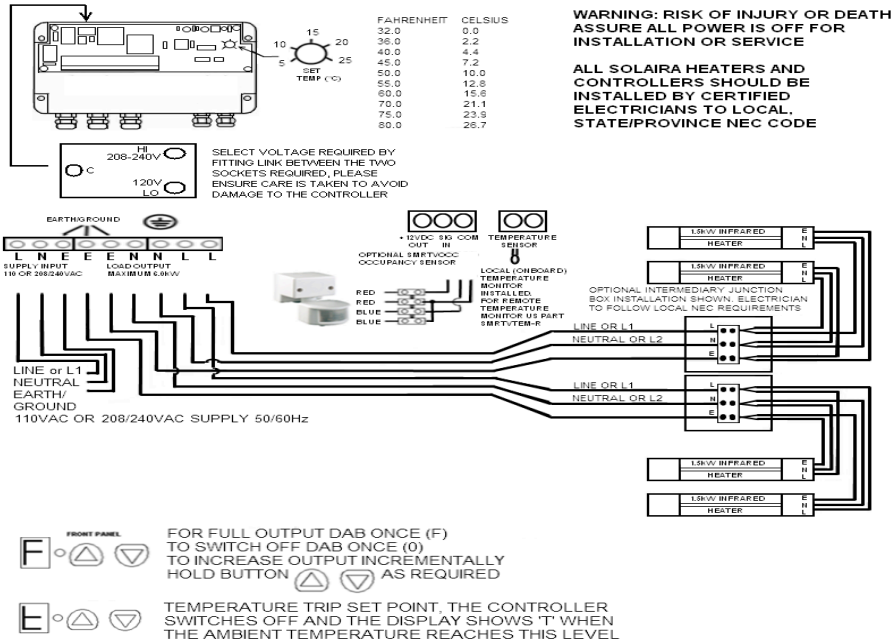 WARNING: RISK OF INJURY OR DEATH
ASSURE ALL POWER IS OFF FOR
INSTALLATION OR SERVICE
ALL SOLAIRA HEATERS AND
CONTROLLERS SHOULD BE
INSTALLED BY CERTIFIED
ELECTRICIANS TO LOCAL,
STATE/PROVINCE NEC CODE
5 10 15 20 25
SET
TEMP (°C)
FAHRENHEIT CELSIUS
32.0 0.0
36.0 2.2
40.0 4.4
45.0 7.2
50.0 10.0
55.0 12.8
60.0 15.6
70.0 21.1
75.0 23.9
80.0 26.7
HI
208-240V
C
120V
LO
SELECT VOLTAGE REQUIRED BY
FITTING LINK BETWEEN THE TWO
SOCKETS REQUIRED, PLEASE
ENSURE CARE IS TAKEN TO AVOID
DAMAGE TO THE CONTROLLER
EARTH/GROUND
L N E E E N N L L
SUPPLY INPUT
110 OR 208/240VAC
LOAD OUTPUT
MAXIMUM 6.0KW
+12VDC SIG COM
OUT IN
OPTIONAL SMRTVOCC
OCCUPANCY SENSOR
TEMPERATURE
SENSOR
LOCAL (ONBOARD)
TEMPERATURE
MONITOR
INSTALLED.
FOR REMOTE
TEMPERATURE
MONITOR US PART
SMRTVTEM-R
RED
RED
BLUE
BLUE
1.5kW INFRARED
HEATER
E
N
L
1.5kW INFRARED
HEATER
E
N
L
OPTIONAL INTERMEDIARY JUNCTION
BOX INSTALLATION SHOWN. ELECTRICIAN
TO FOLLOW LOCAL NEC REQUIREMENTS
LINE OR L1
NEUTRAL OR L2
L
N
E
LINE OR L1
NEUTRAL OR L2
L
N
E
1.5kW INFRARED
HEATER
E
N
L
1.5kW INFRARED
HEATER
E
N
L
LINE or L1
NEUTRAL
EARTH/
GROUND
110VAC OR 208/240VAC SUPPLY 50/60Hz
FRONT PANEL
F
FOR FULL OUTPUT DAB ONCE (F)
TO SWITCH OFF DAB ONCE (0)
TO INCREASE OUTPUT INCREMENTALLY
HOLD BUTTON AS REQUIRED
t
TEMPERATURE TRIP SET POINT, THE CONTROLLER
SWITCHES OFF AND THE DISPLAY SHOWS 'T' WHEN
THE AMBIENT TEMPERATURE REACHES THIS LEVEL